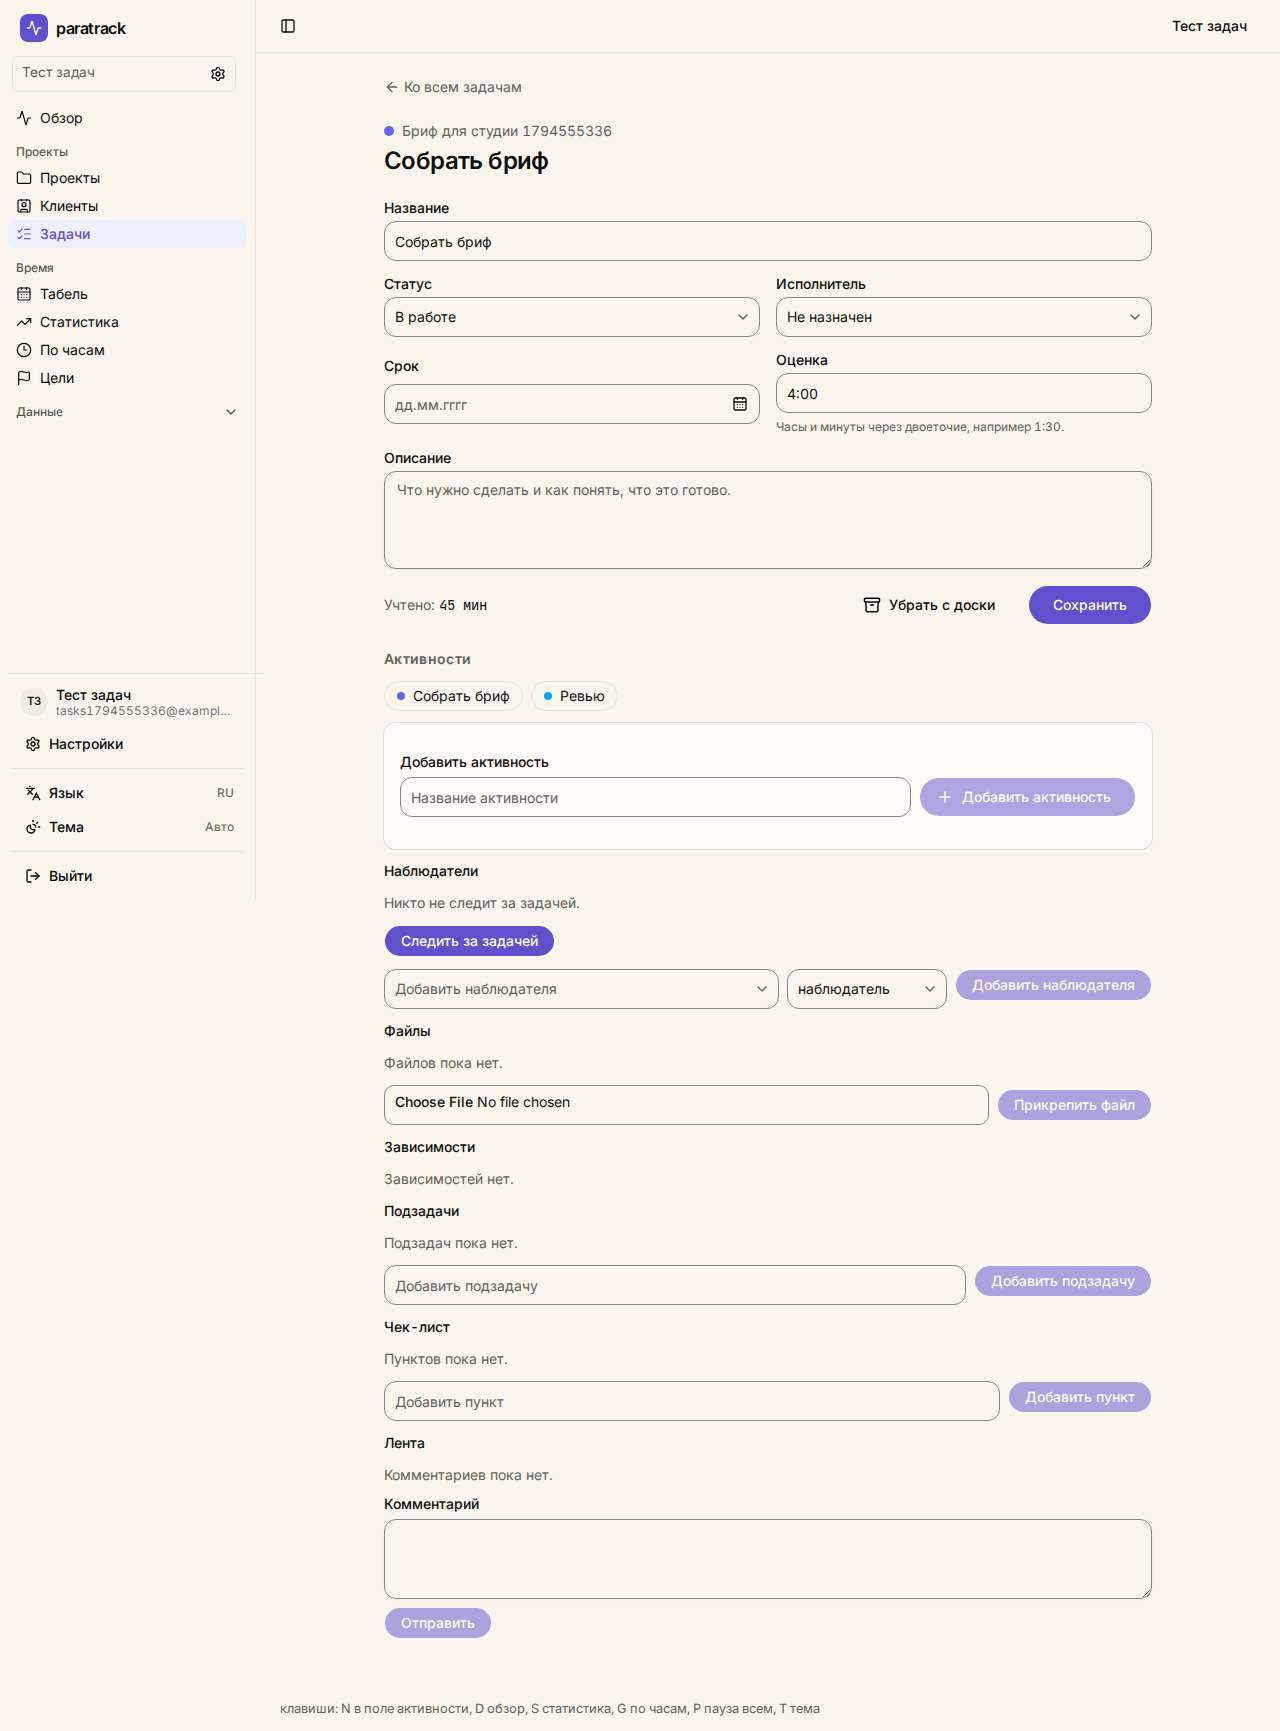 paratrack
Тест задач
Обзор
Проекты
Проекты
Клиенты
Задачи
Время
Табель
Статистика
По часам
Цели
Данные
ТЗ
Тест задач
tasks1794555336@exampl...
Настройки
Язык RU
Тема Авто
Выйти
Тест задач
Ко всем задачам
Бриф для студии 1794555336
Собрать бриф
Название
Собрать бриф
Статус Исполнитель
В работе Не назначен
Срок Оценка
дд.мм.гггг 4:00
Часы и минуты через двоеточие, например 1:30.
Описание
Что нужно сделать и как понять, что это готово.
Учтено: 45 мин Убрать с доски Сохранить
Активности
Собрать бриф Ревью
Добавить активность
Название активности Добавить активность
Наблюдатели
Никто не следит за задачей.
Следить за задачей
Добавить наблюдателя наблюдатель Добавить наблюдателя
Файлы
Файлов пока нет.
Choose File No file chosen Прикрепить файл
Зависимости
Зависимостей нет.
Подзадачи
Подзадач пока нет.
Добавить подзадачу Добавить подзадачу
Чек-лист
Пунктов пока нет.
Добавить пункт Добавить пункт
Лента
Комментариев пока нет.
Комментарий
Отправить
клавиши: N в поле активности, D обзор, S статистика, G по часам, P пауза всем, T тема